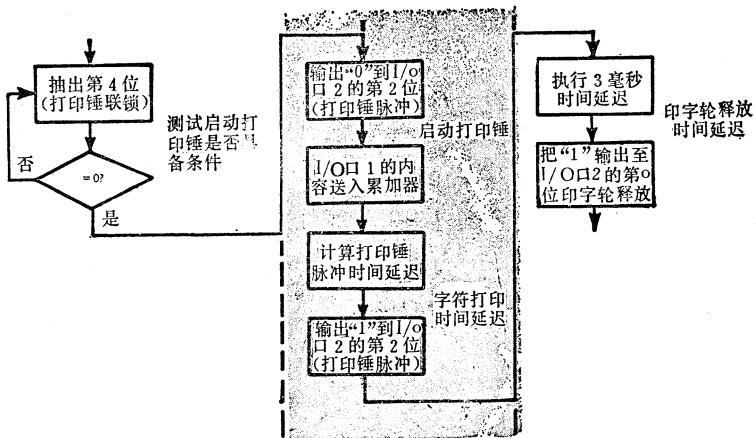 抽出第4位
(打印锤联锁)
测试启动打
印锤是否具
备条件
否
=0?
是
输出“0”到I/o
口2的第2位
(打印锤脉冲)
启动打印锤
I/O口1的内
容送入累加器
计算打印锤
脉冲时间延迟
字符打印
时间延迟
输出“1”到I/o
口2的第2位
(打印锤脉冲)
执行3毫秒
时间延迟
印字轮释放
时间延迟
把“1”输出至
I/O口2的第0
位印字轮释放